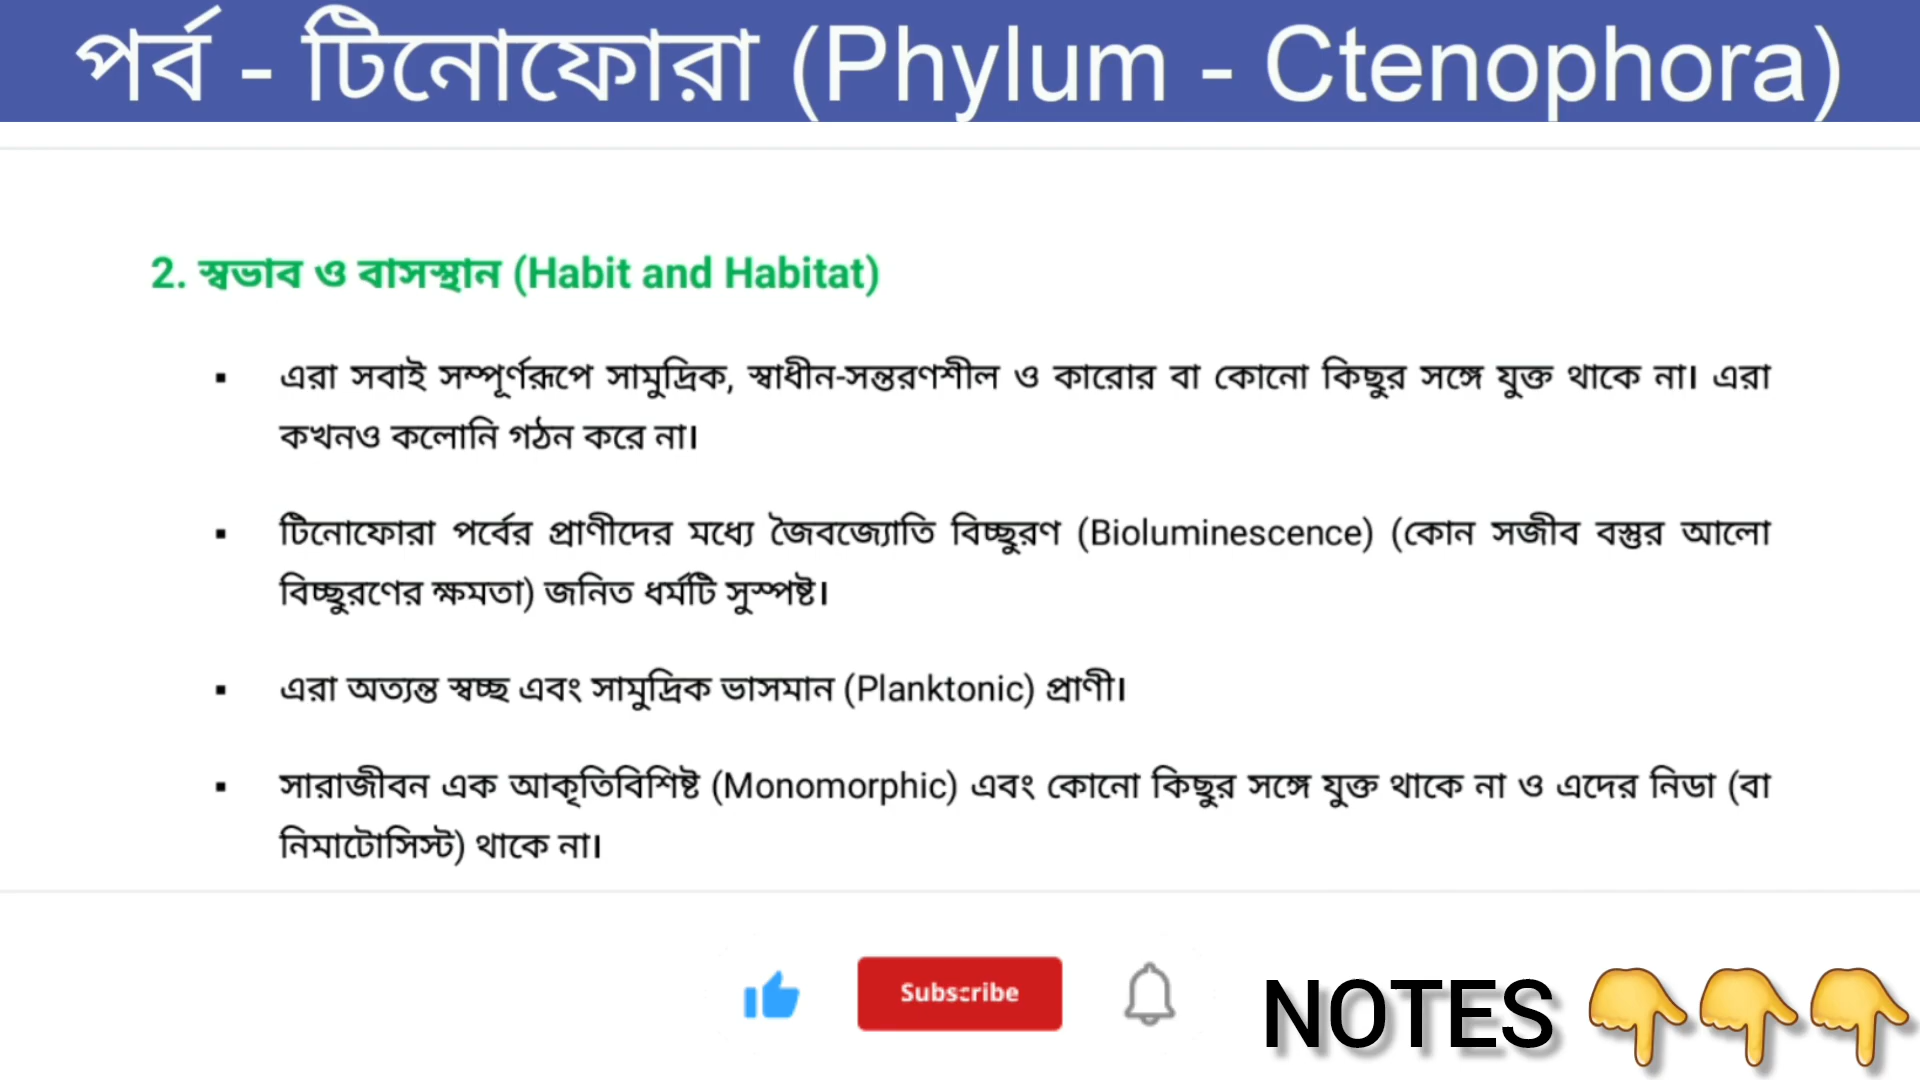 পর্ব - টিনোফোরা (Phylum - Ctenophora)
2. স্বভাব ও বাসস্থান (Habit and Habitat)
▪ এরা সবাই সম্পূর্ণরূপে সামুদ্রিক, স্বাধীন-সন্তরণশীল ও কারোর বা কোনো কিছুর সঙ্গে যুক্ত থাকে না। এরা
কখনও কলোনি গঠন করে না।
▪ টিনোফোরা পর্বের প্রাণীদের মধ্যে জৈবজ্যোতি বিচ্ছুরণ (Bioluminescence) (কোন সজীব বস্তুর আলো
বিচ্ছুরণের ক্ষমতা) জনিত ধর্মটি সুস্পষ্ট।
▪ এরা অত্যন্ত স্বচ্ছ এবং সামুদ্রিক ভাসমান (Planktonic) প্রাণী।
▪ সারাজীবন এক আকৃতিবিশিষ্ট (Monomorphic) এবং কোনো কিছুর সঙ্গে যুক্ত থাকে না ও এদের নিডা (বা
নিমাটোসিস্ট) থাকে না।
Subscribe
NOTES 👇👇👇